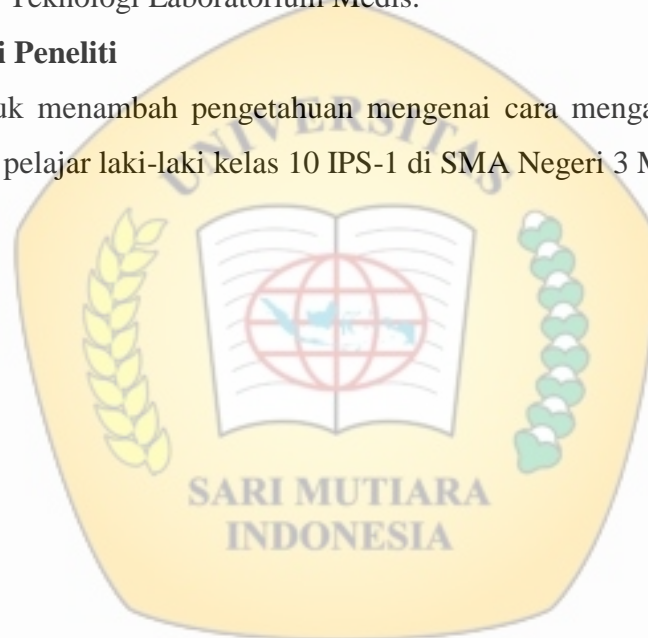 Teknologi Laboratorium Medis.
i Peneliti
uk menambah pengetahuan mengenai cara menga
pelajar laki-laki kelas 10 IPS-1 di SMA Negeri 3 M
UNIVERSITAS
SARI MUTIARA
INDONESIA